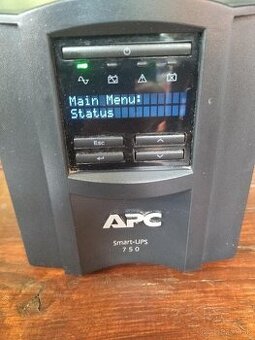 Main Menu:
Status
Esc
APC
Smart-UPS
750